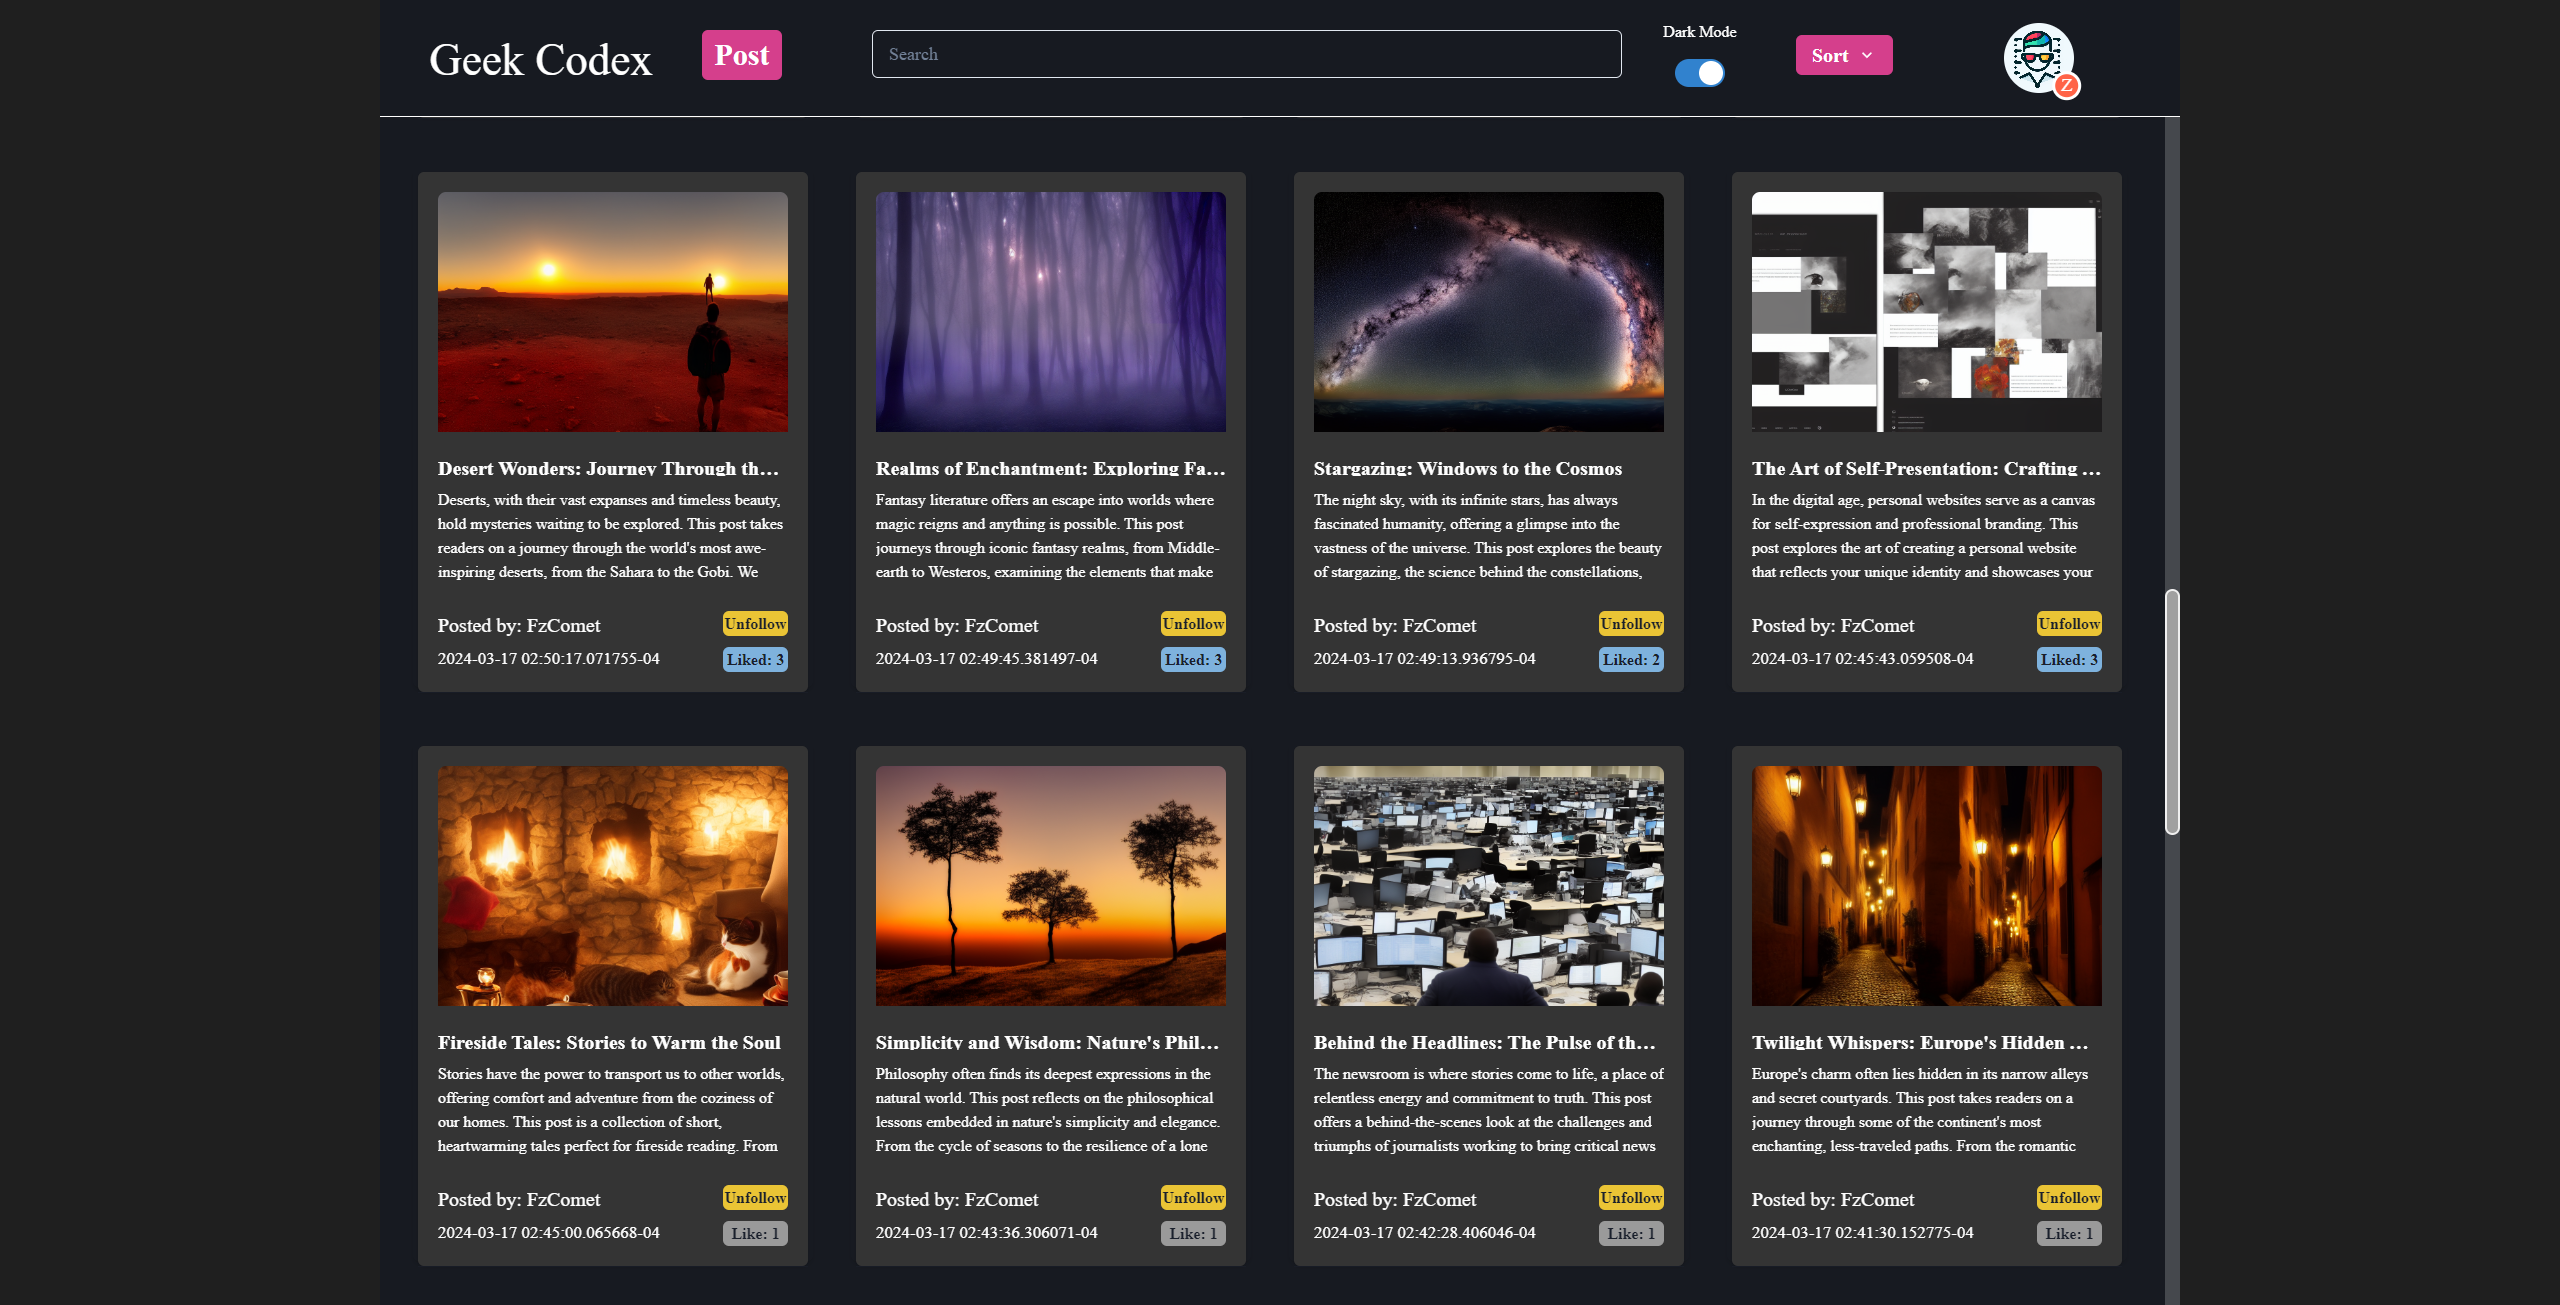 Geek Codex
Post
Search
Dark Mode
Sort
Z
Desert Wonders: Journey Through th...
Deserts, with their vast expanses and timeless beauty,
hold mysteries waiting to be explored. This post takes
readers on a journey through the world's most awe-
inspiring deserts, from the Sahara to the Gobi. We
Posted by: FzComet
Unfollow
2024-03-17 02:50:17.071755-04
Liked: 3
Realms of Enchantment: Exploring Fa...
Fantasy literature offers an escape into worlds where
magic reigns and anything is possible. This post
journeys through iconic fantasy realms, from Middle-
earth to Westeros, examining the elements that make
Posted by: FzComet
Unfollow
2024-03-17 02:49:45.381497-04
Liked: 3
Stargazing: Windows to the Cosmos
The night sky, with its infinite stars, has always
fascinated humanity, offering a glimpse into the
vastness of the universe. This post explores the beauty
of stargazing, the science behind the constellations,
Posted by: FzComet
Unfollow
2024-03-17 02:49:13.936795-04
Liked: 2
The Art of Self-Presentation: Crafting ...
In the digital age, personal websites serve as a canvas
for self-expression and professional branding. This
post explores the art of creating a personal website
that reflects your unique identity and showcases your
Posted by: FzComet
Unfollow
2024-03-17 02:45:43.059508-04
Liked: 3
Fireside Tales: Stories to Warm the Soul
Stories have the power to transport us to other worlds,
offering comfort and adventure from the coziness of
our homes. This post is a collection of short,
heartwarming tales perfect for fireside reading. From
Posted by: FzComet
Unfollow
2024-03-17 02:45:00.065668-04
Like: 1
Simplicity and Wisdom: Nature's Phil...
Philosophy often finds its deepest expressions in the
natural world. This post reflects on the philosophical
lessons embedded in nature's simplicity and elegance.
From the cycle of seasons to the resilience of a lone
Posted by: FzComet
Unfollow
2024-03-17 02:43:36.306071-04
Like: 1
Behind the Headlines: The Pulse of th...
The newsroom is where stories come to life, a place of
relentless energy and commitment to truth. This post
offers a behind-the-scenes look at the challenges and
triumphs of journalists working to bring critical news
Posted by: FzComet
Unfollow
2024-03-17 02:42:28.406046-04
Like: 1
Twilight Whispers: Europe's Hidden ...
Europe's charm often lies hidden in its narrow alleys
and secret courtyards. This post takes readers on a
journey through some of the continent's most
enchanting, less-traveled paths. From the romantic
Posted by: FzComet
Unfollow
2024-03-17 02:41:30.152775-04
Like: 1